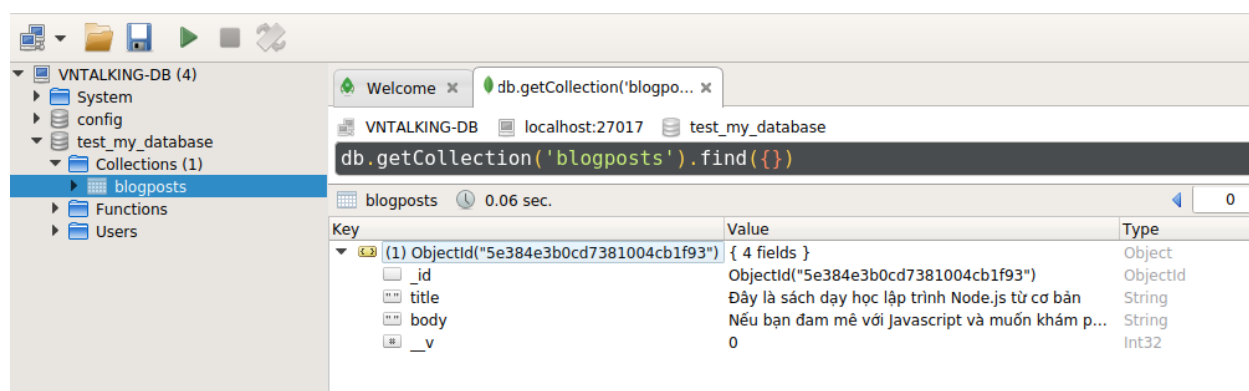 VNTALKING-DB (4)
System
config
test_my_database
Collections (1)
blogposts
Functions
Users
Welcome
db.getCollection('blogpo...
VNTALKING-DB localhost:27017 test_my_database
db.getCollection('blogposts').find({})
blogposts 0.06 sec. 0
Key Value Type
(1) ObjectId("5e384e3b0cd7381004cb1f93") { 4 fields } Object
_id ObjectId("5e384e3b0cd7381004cb1f93") ObjectId
"" title Đây là sách dạy học lập trình Node.js từ cơ bản String
"" body Nếu bạn đam mê với Javascript và muốn khám p... String
# __v 0 Int32